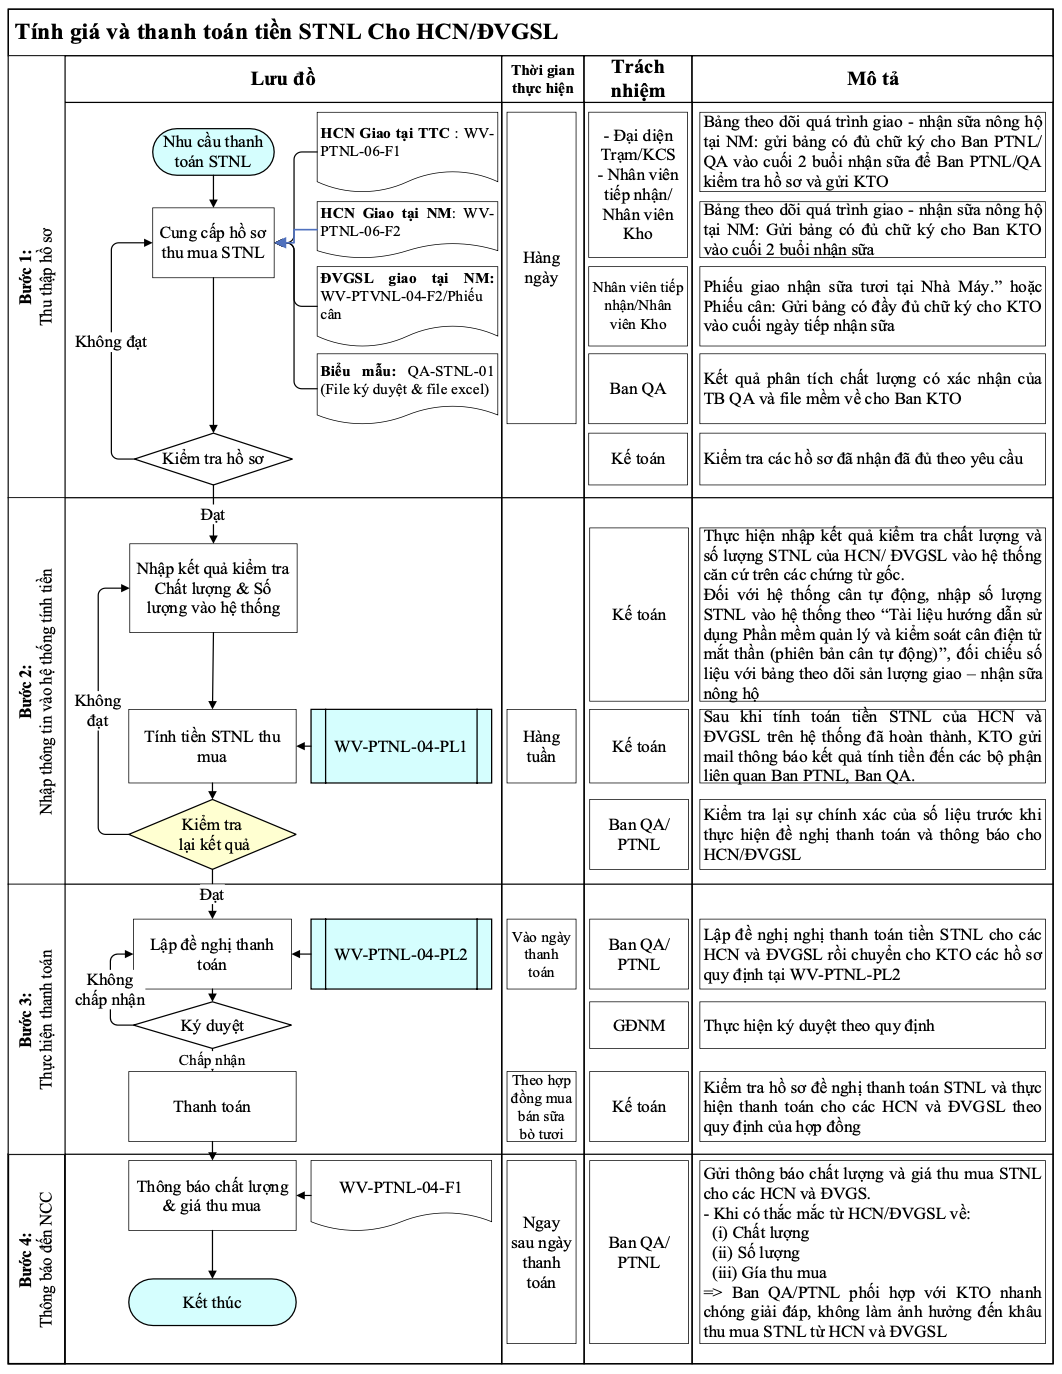 Tính giá và thanh toán tiền STNL Cho HCN/ĐVGSL
Lưu đồ
Thời gian
thực hiện
Trách
nhiệm
Mô tả
Bước 1:
Thu thập hồ sơ
Nhu cầu thanh
toán STNL
HCN Giao tại TTC : WV-
PTNL-06-F1
Cung cấp hồ sơ
thu mua STNL
HCN Giao tại NM: WV-
PTNL-06-F2
ĐVGSL giao tại NM:
WV-PTVNL-04-F2/Phiếu
cân
Không đạt
Biểu mẫu: QA-STNL-01
(File ký duyệt & file excel)
Kiểm tra hồ sơ
Hàng
ngày
- Đại diện
Trạm/KCS
- Nhân viên
tiếp nhận/
Nhân viên
Kho
Bảng theo dõi quá trình giao - nhận sữa nông hộ
tại NM: gửi bảng có đủ chữ ký cho Ban PTNL/
QA vào cuối 2 buổi nhận sữa để Ban PTNL/QA
kiểm tra hồ sơ và gửi KTO
Bảng theo dõi quá trình giao - nhận sữa nông hộ
tại NM: Gửi bảng có đủ chữ ký cho Ban KTO
vào cuối 2 buổi nhận sữa
Nhân viên tiếp
nhận/Nhân
viên Kho
Phiếu giao nhận sữa tươi tại Nhà Máy.” hoặc
Phiếu cân: Gửi bảng có đầy đủ chữ ký cho KTO
vào cuối ngày tiếp nhận sữa
Ban QA
Kết quả phân tích chất lượng có xác nhận của
TB QA và file mềm về cho Ban KTO
Kế toán
Kiểm tra các hồ sơ đã nhận đã đủ theo yêu cầu
Bước 2:
Nhập thông tin vào hệ thống tính tiền
Đạt
Nhập kết quả kiểm tra
Chất lượng & Số
lượng vào hệ thống
Không
đạt
Tính tiền STNL thu
mua
WV-PTNL-04-PL1
Kiểm tra
lại kết quả
Hàng
tuần
Kế toán
Thực hiện nhập kết quả kiểm tra chất lượng và
số lượng STNL của HCN/ ĐVGSL vào hệ thống
căn cứ trên các chứng từ gốc.
Đối với hệ thống cân tự động, nhập số lượng
STNL vào hệ thống theo “Tài liệu hướng dẫn sử
dụng Phần mềm quản lý và kiểm soát cân điện tử
mắt thần (phiên bản cân tự động)”, đối chiếu số
liệu với bảng theo dõi sản lượng giao – nhận sữa
nông hộ
Kế toán
Sau khi tính toán tiền STNL của HCN và
ĐVGSL trên hệ thống đã hoàn thành, KTO gửi
mail thông báo kết quả tính tiền đến các bộ phận
liên quan Ban PTNL, Ban QA.
Ban QA/
PTNL
Kiểm tra lại sự chính xác của số liệu trước khi
thực hiện đề nghị thanh toán và thông báo cho
HCN/ĐVGSL
Bước 3:
Thực hiện thanh toán
Đạt
Lập đề nghị thanh
toán
WV-PTNL-04-PL2
Không
chấp nhận
Ký duyệt
Chấp nhận
Thanh toán
Vào ngày
thanh
toán
Ban QA/
PTNL
Lập đề nghị nghị thanh toán tiền STNL cho các
HCN và ĐVGSL rồi chuyển cho KTO các hồ sơ
quy định tại WV-PTNL-PL2
GĐNM
Thực hiện ký duyệt theo quy định
Theo hợp
đồng mua
bán sữa
bò tươi
Kế toán
Kiểm tra hồ sơ đề nghị thanh toán STNL và thực
hiện thanh toán cho các HCN và ĐVGSL theo
quy định của hợp đồng
Bước 4:
Thông báo đến NCC
Thông báo chất lượng
& giá thu mua
WV-PTNL-04-F1
Kết thúc
Ngay
sau ngày
thanh
toán
Ban QA/
PTNL
Gửi thông báo chất lượng và giá thu mua STNL
cho các HCN và ĐVGS.
- Khi có thắc mắc từ HCN/ĐVGSL về:
(i) Chất lượng
(ii) Số lượng
(iii) Gía thu mua
=> Ban QA/PTNL phối hợp với KTO nhanh
chóng giải đáp, không làm ảnh hưởng đến khâu
thu mua STNL từ HCN và ĐVGSL